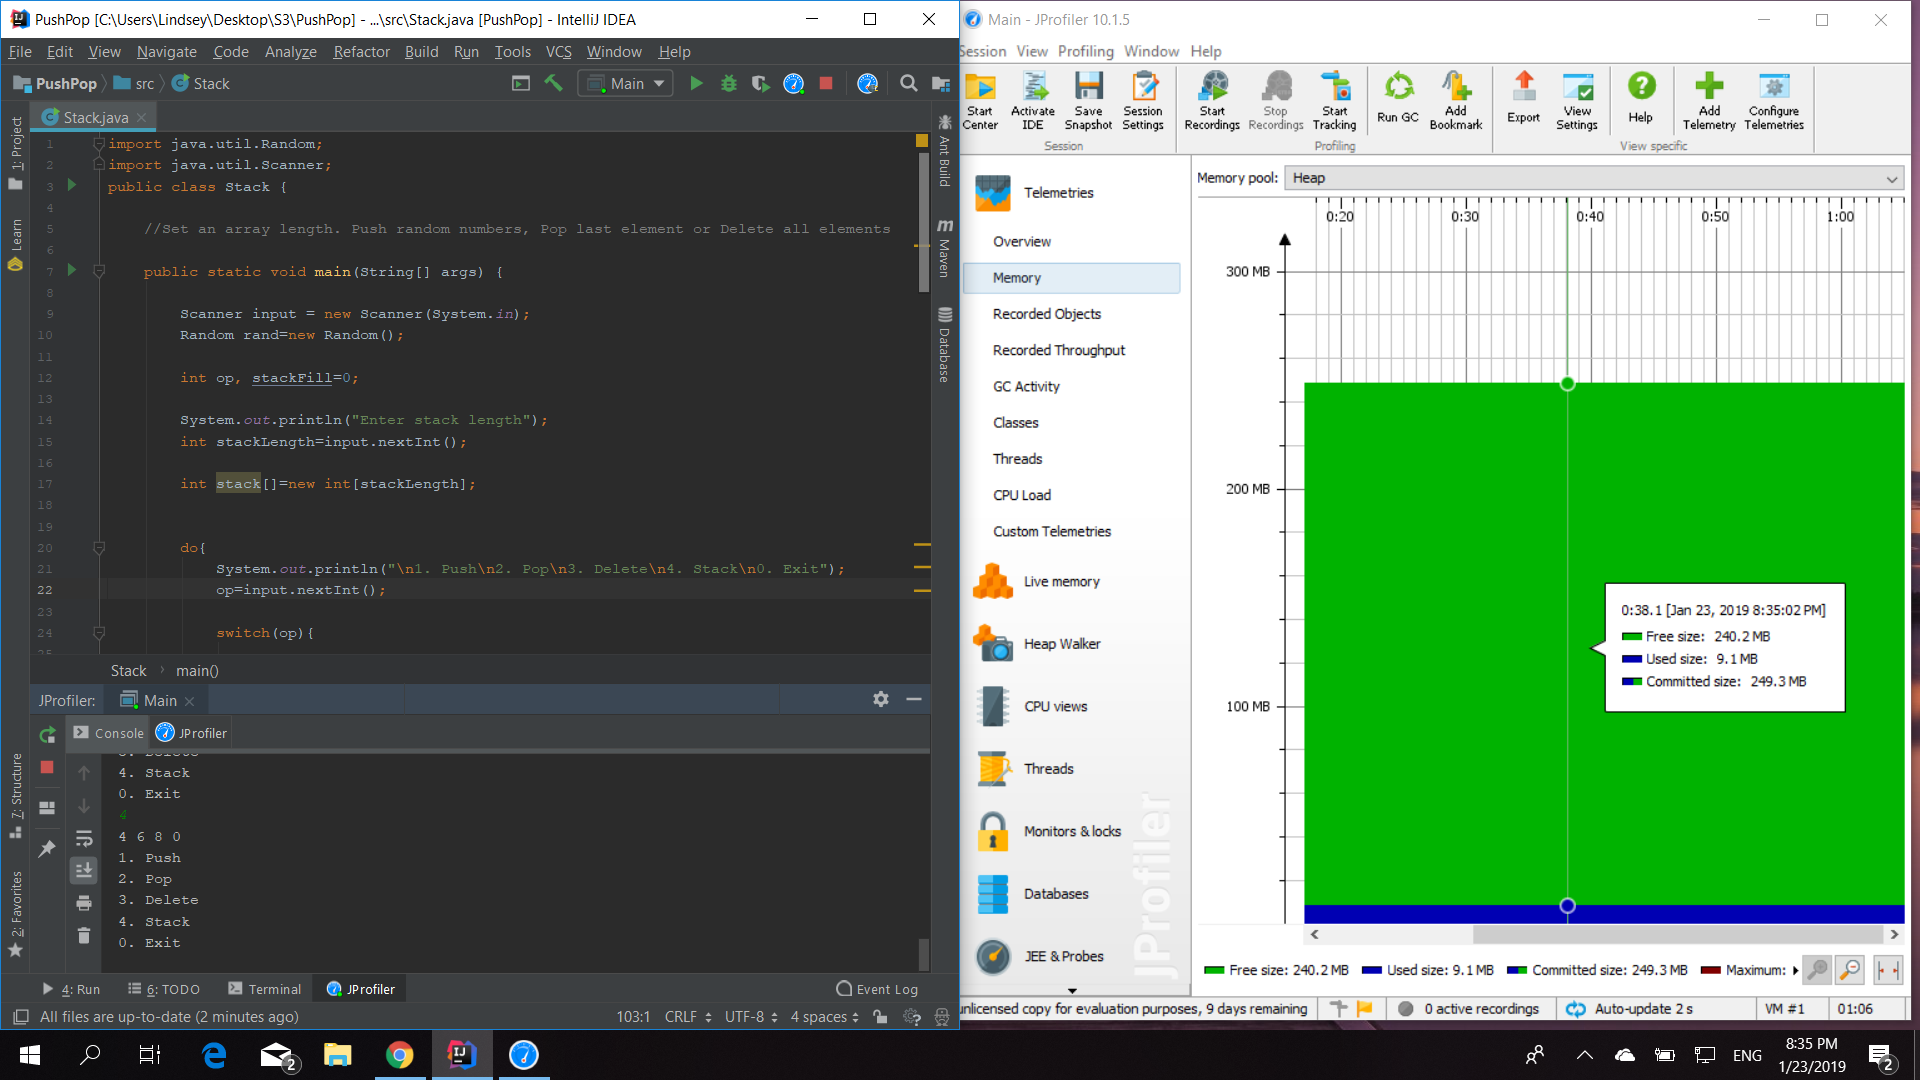 PushPop [C:\Users\Lindsey\Desktop\S3\PushPop] - ...\src\Stack.java [PushPop] - IntelliJ IDEA
File Edit View Navigate Code Analyze Refactor Build Run Tools VCS Window Help
PushPop src Stack Main
Stack.java
1: Project
Learn
7: Structure
2: Favorites
Ant Build
m Maven
Database
1 import java.util.Random;
2 import java.util.Scanner;
3 public class Stack {
4
5 //Set an array length. Push random numbers, Pop last element or Delete all elements
6
7 public static void main(String[] args) {
8
9 Scanner input = new Scanner(System.in);
10 Random rand=new Random();
11
12 int op, stackFill=0;
13
14 System.out.println("Enter stack length");
15 int stackLength=input.nextInt();
16
17 int stack[]=new int[stackLength];
18
19
20 do{
21 System.out.println("\n1. Push\n2. Pop\n3. Delete\n4. Stack\n0. Exit");
22 op=input.nextInt();
23
24 switch(op){
25
Stack main()
JProfiler: Main
Console JProfiler
3. Delete
4. Stack
0. Exit
4
4 6 8 0
1. Push
2. Pop
3. Delete
4. Stack
0. Exit
4: Run 6: TODO Terminal JProfiler Event Log
All files are up-to-date (2 minutes ago) 103:1 CRLF UTF-8 4 spaces
Main - JProfiler 10.1.5
Session View Profiling Window Help
Start Center
Activate IDE
Save Snapshot
Session Settings
Start Recordings
Stop Recordings
Start Tracking
Run GC
Add Bookmark
Export
View Settings
Help
Add Telemetry
Configure Telemetries
Session Profiling View specific
Telemetries
Overview
Memory
Recorded Objects
Recorded Throughput
GC Activity
Classes
Threads
CPU Load
Custom Telemetries
Live memory
Heap Walker
CPU views
Threads
Monitors & locks
Databases
JEE & Probes
JProfiler
Memory pool: Heap
0:20 0:30 0:40 0:50 1:00
300 MB
200 MB
100 MB
0:38.1 [Jan 23, 2019 8:35:02 PM]
Free size: 240.2 MB
Used size: 9.1 MB
Committed size: 249.3 MB
Free size: 240.2 MB Used size: 9.1 MB Committed size: 249.3 MB Maximum:
unlicensed copy for evaluation purposes, 9 days remaining 0 active recordings Auto-update 2 s VM #1 01:06
2 ENG 8:35 PM
1/23/2019 2